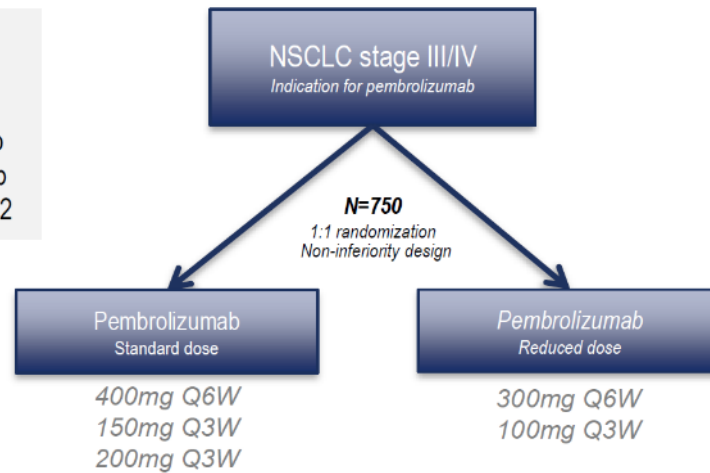 NSCLC stage III/IV
Indication for pembrolizumab
2
N=750
1:1 randomization
Non-inferiority design
Pembrolizumab
Standard dose
Pembrolizumab
Reduced dose
400mg Q6W
150mg Q3W
200mg Q3W
300mg Q6W
100mg Q3W